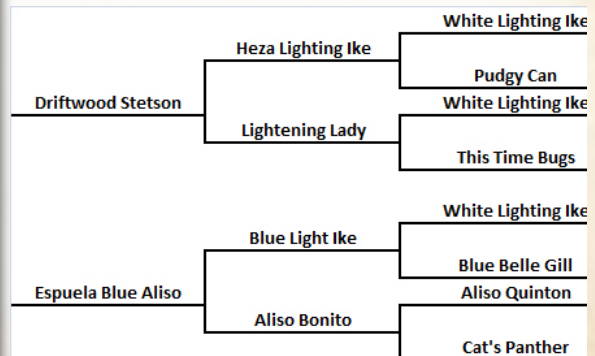 White Lighting Ike
Heza Lighting Ike
Pudgy Can
Driftwood Stetson
White Lighting Ike
Lightening Lady
This Time Bugs
White Lighting Ike
Blue Light Ike
Blue Belle Gill
Espuela Blue Aliso
Aliso Quinton
Aliso Bonito
Cat's Panther